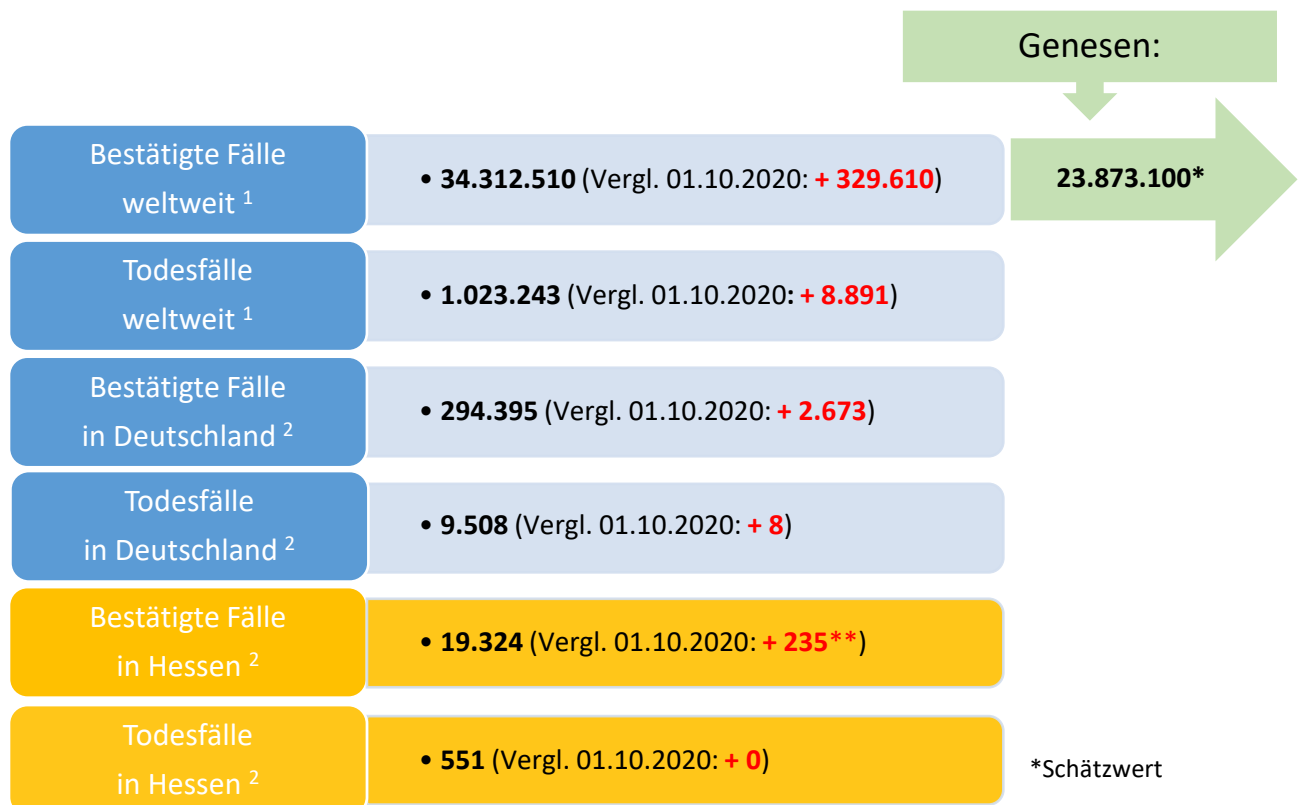 Genesen:
Bestätigte Fälle
weltweit ¹
• 34.312.510 (Vergl. 01.10.2020: + 329.610)
23.873.100*
Todesfälle
weltweit ¹
• 1.023.243 (Vergl. 01.10.2020: + 8.891)
Bestätigte Fälle
in Deutschland ²
• 294.395 (Vergl. 01.10.2020: + 2.673)
Todesfälle
in Deutschland ²
• 9.508 (Vergl. 01.10.2020: + 8)
Bestätigte Fälle
in Hessen ²
• 19.324 (Vergl. 01.10.2020: + 235**)
Todesfälle
in Hessen ²
• 551 (Vergl. 01.10.2020: + 0)
*Schätzwert